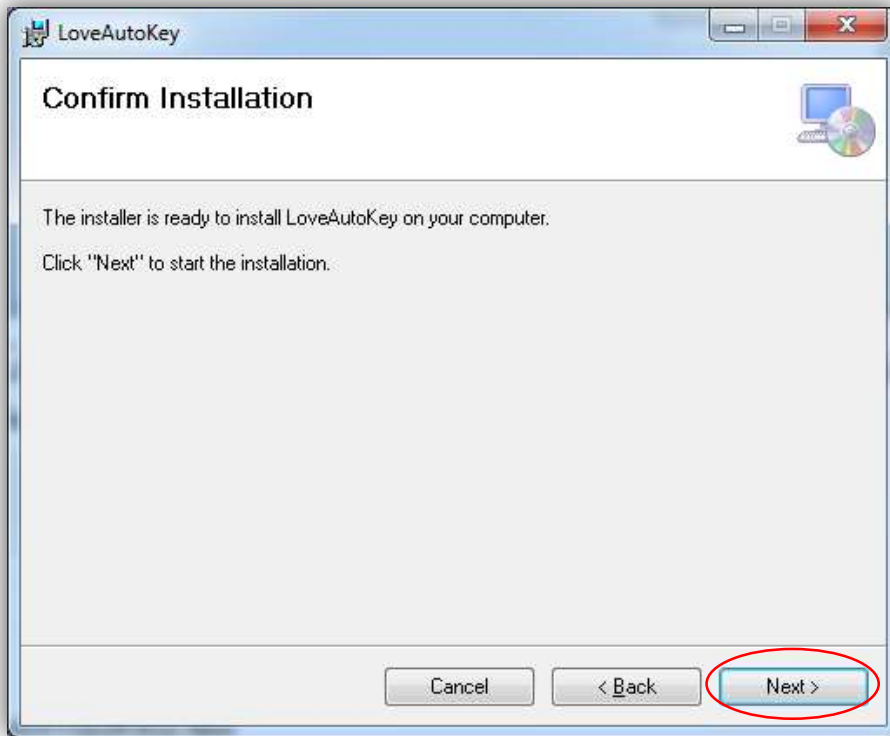 LoveAutoKey
Confirm Installation
The installer is ready to install LoveAutoKey on your computer.
Click "Next" to start the installation.
Cancel
< Back
Next >